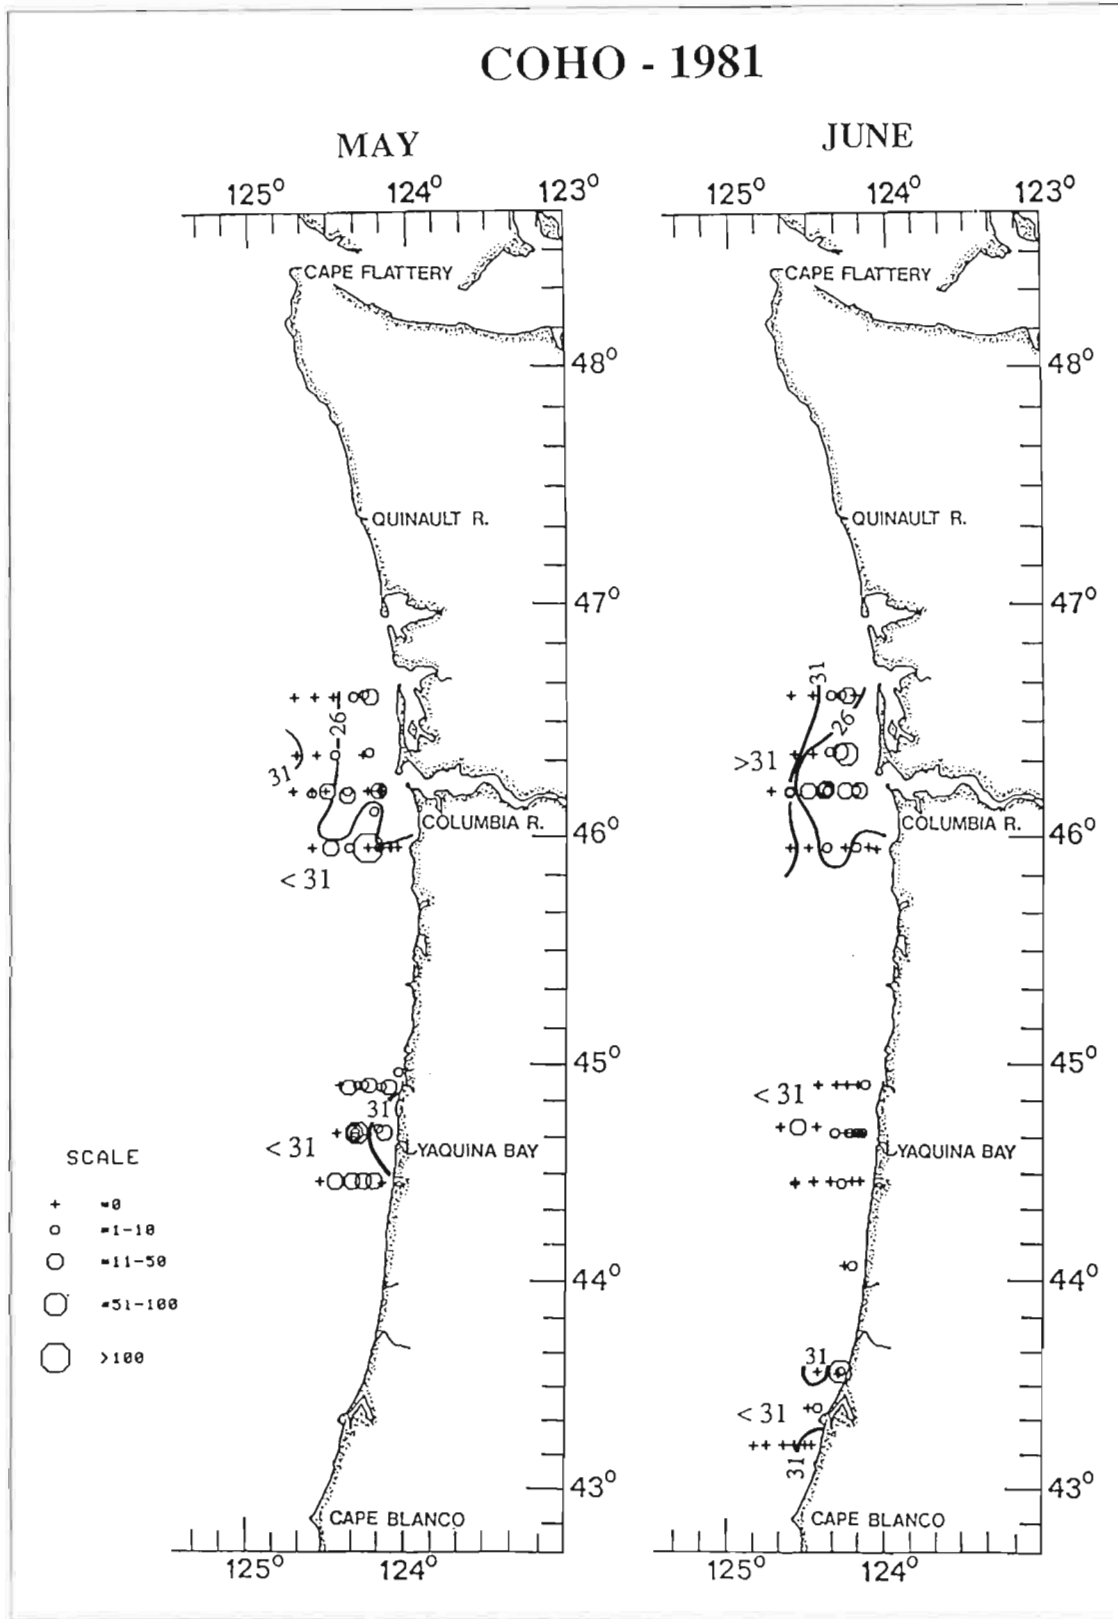 COHO - 1981
MAY
125° 124° 123°
CAPE FLATTERY
48°
QUINAULT R.
47°
-26-
31
COLUMBIA R.
46°
< 31
45°
31
< 31
YAQUINA BAY
44°
43°
CAPE BLANCO
125° 124°
JUNE
125° 124° 123°
CAPE FLATTERY
48°
QUINAULT R.
47°
31
26
>31
COLUMBIA R.
46°
45°
< 31
YAQUINA BAY
44°
31
< 31
31
43°
CAPE BLANCO
125° 124°
SCALE
+ =0
=1-10
=11-50
=51-100
>100